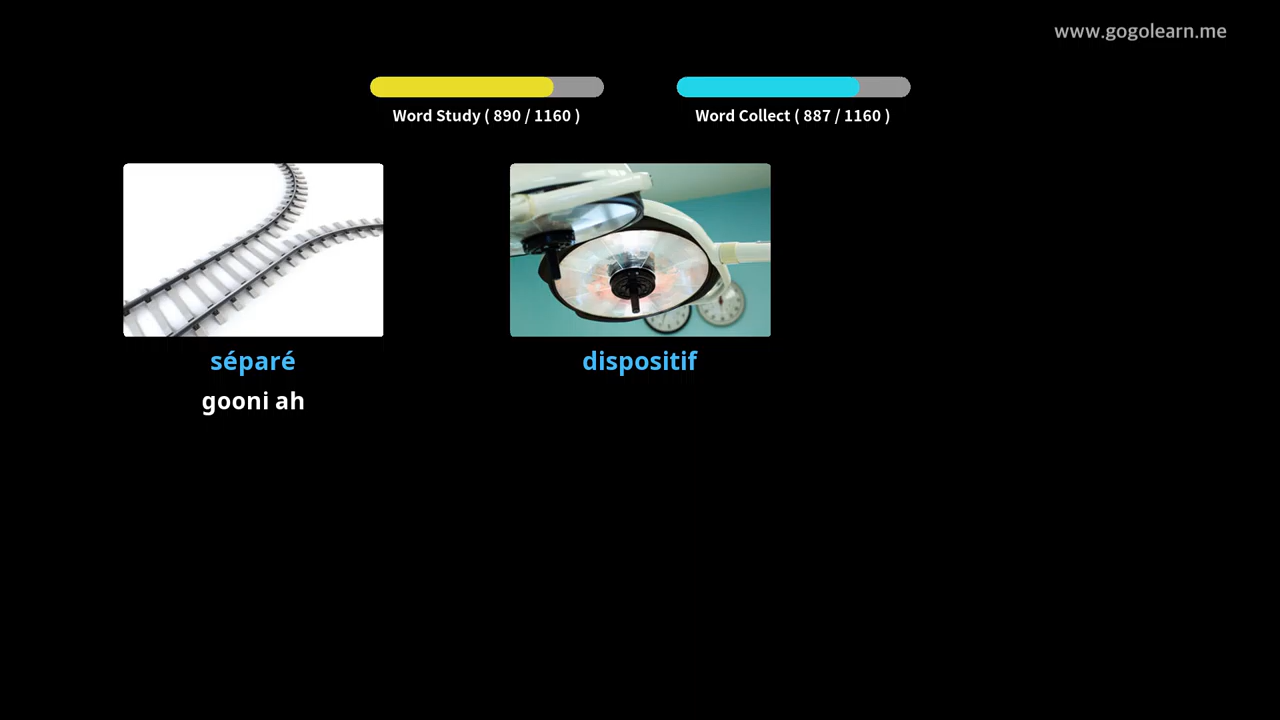 www.gogolearn.me
Word Study ( 890 / 1160 )
Word Collect ( 887 / 1160 )
séparé
gooni ah
dispositif